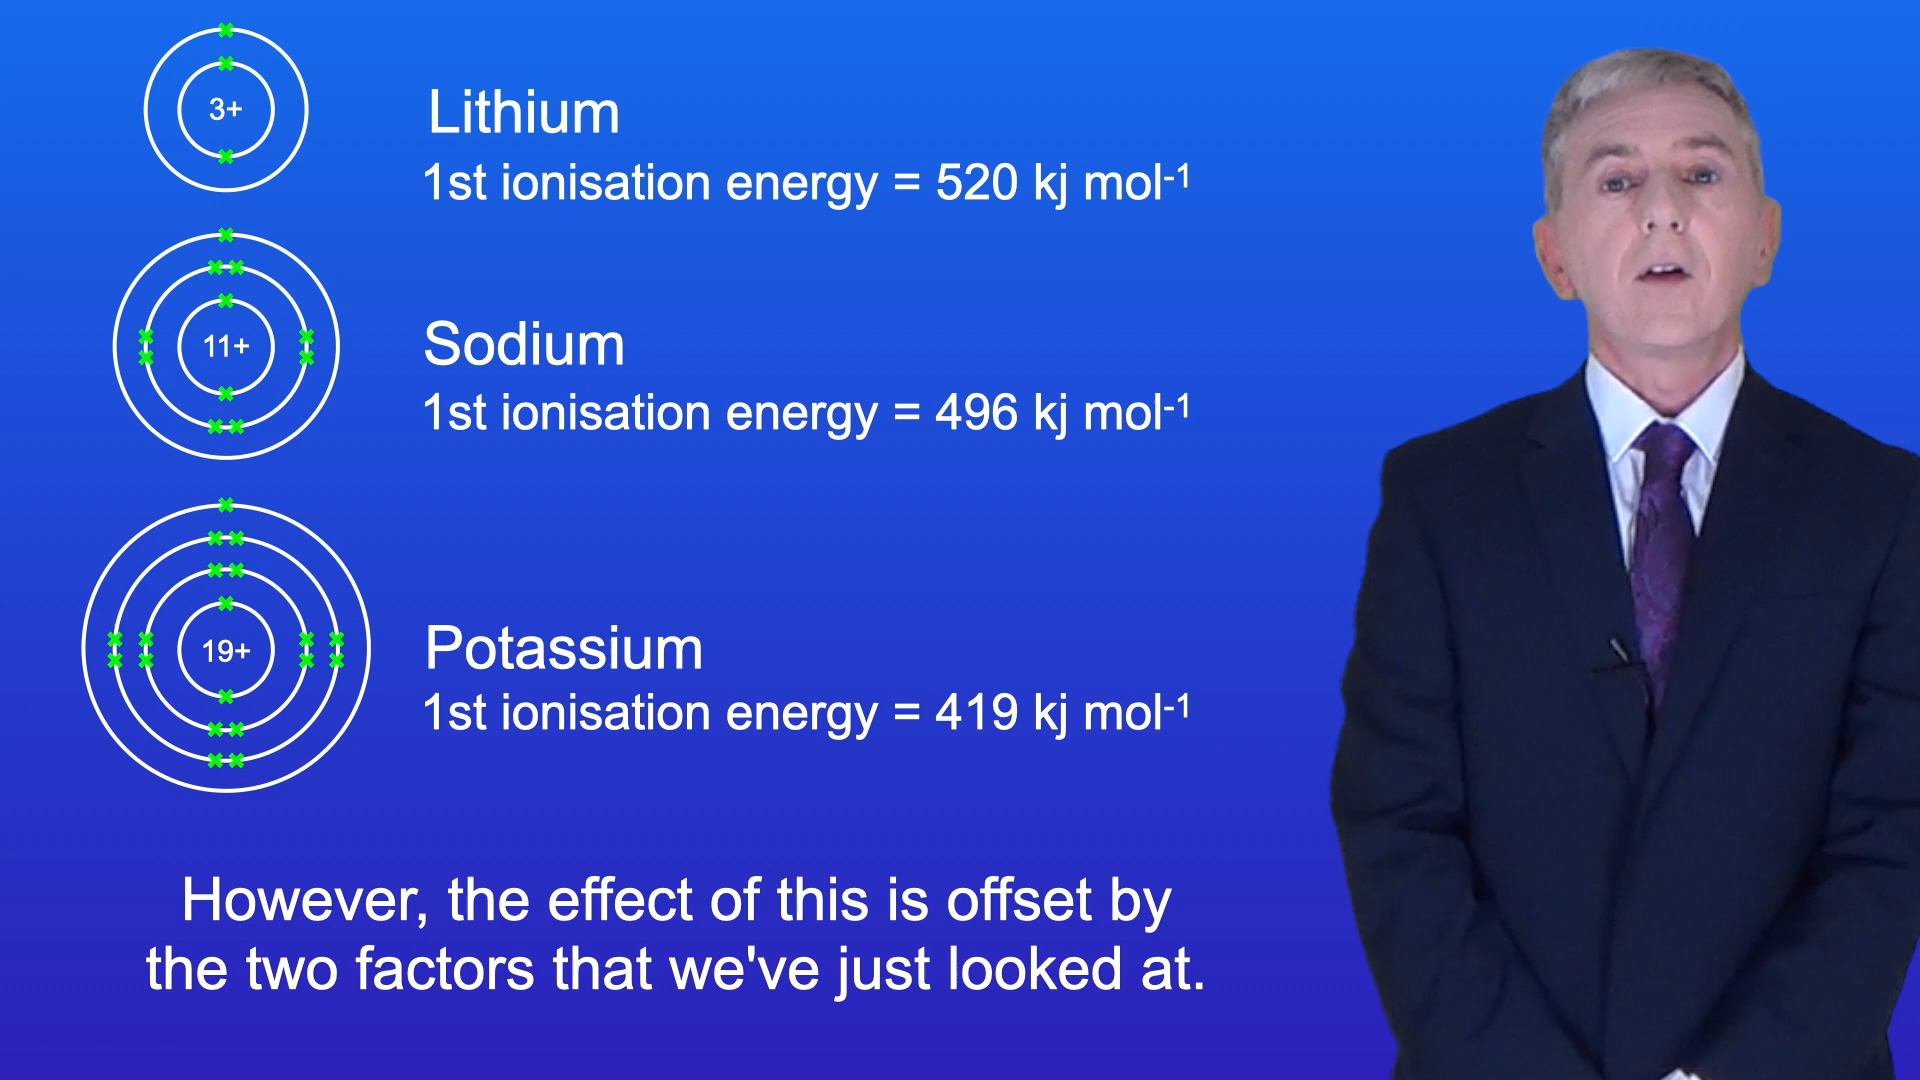 3+
Lithium
1st ionisation energy = 520 kj mol⁻¹
11+
Sodium
1st ionisation energy = 496 kj mol⁻¹
19+
Potassium
1st ionisation energy = 419 kj mol⁻¹
However, the effect of this is offset by
the two factors that we've just looked at.